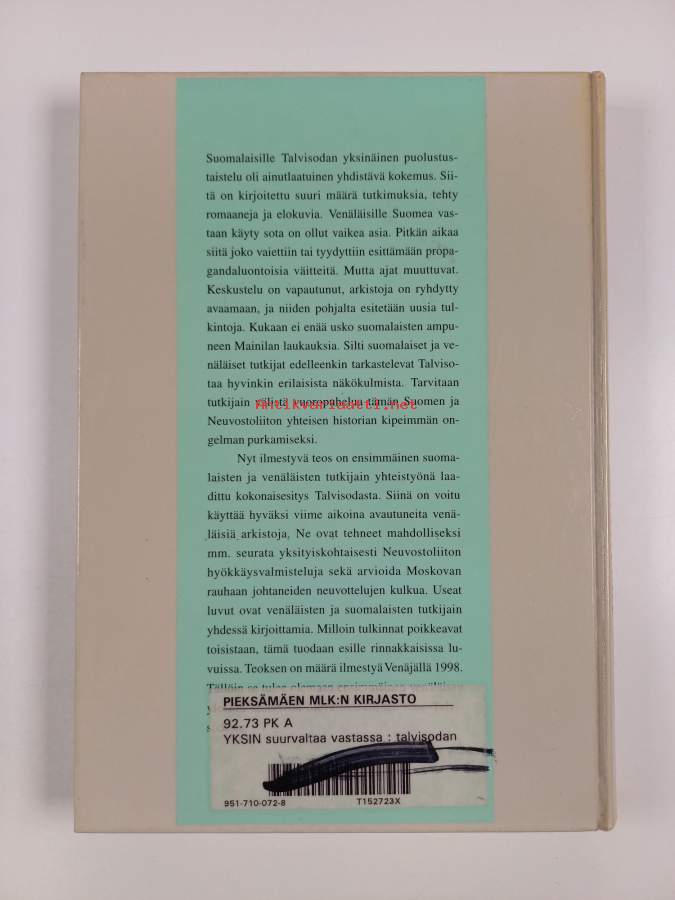 Suomalaisille Talvisodan yksinäinen puolustus-
taistelu oli ainutlaatuinen yhdistävä kokemus. Sii-
tä on kirjoitettu suuri määrä tutkimuksia, tehty
romaaneja ja elokuvia. Venäläisille Suomea vas-
taan käyty sota on ollut vaikea asia. Pitkän aikaa
siitä joko vaiettiin tai tyydyttiin esittämään propa-
gandaluontoisia väitteitä. Mutta ajat muuttuvat.
Keskustelu on vapautunut, arkistoja on ryhdytty
avaamaan, ja niiden pohjalta esitetään uusia tul-
kintoja. Kukaan ei enää usko suomalaisten ampu-
neen Mainilan laukauksia. Silti suomalaiset ja ve-
näläiset tutkijat edelleenkin tarkastelevat Talviso-
taa hyvinkin erilaisista näkökulmista. Tarvitaan
tutkijain välistä vuoropuhelua tämän Suomen ja
Antikvariaatti.net
Neuvostoliiton yhteisen historian kipeimmän on-
gelman purkamiseksi.
Nyt ilmestyvä teos on ensimmäinen suoma-
laisten ja venäläisten tutkijain yhteistyönä laa-
dittu kokonaisesitys Talvisodasta. Siinä on voitu
käyttää hyväksi viime aikoina avautuneita venä-
läisiä arkistoja, Ne ovat tehneet mahdolliseksi
mm. seurata yksityiskohtaisesti Neuvostoliiton
hyökkäysvalmisteluja sekä arvioida Moskovan
rauhaan johtaneiden neuvottelujen kulkua. Useat
luvut ovat venäläisten ja suomalaisten tutkijain
yhdessä kirjoittamia. Milloin tulkinnat poikkeavat
toisistaan, tämä tuodaan esille rinnakkaisissa lu-
vuissa. Teoksen on määrä ilmestyä Venäjällä 1998.
PIEKSÄMÄEN MLK:N KIRJASTO
92.73 PK A
YKSIN suurvaltaa vastassa : talvisodan
951-710-072-8 T152723X